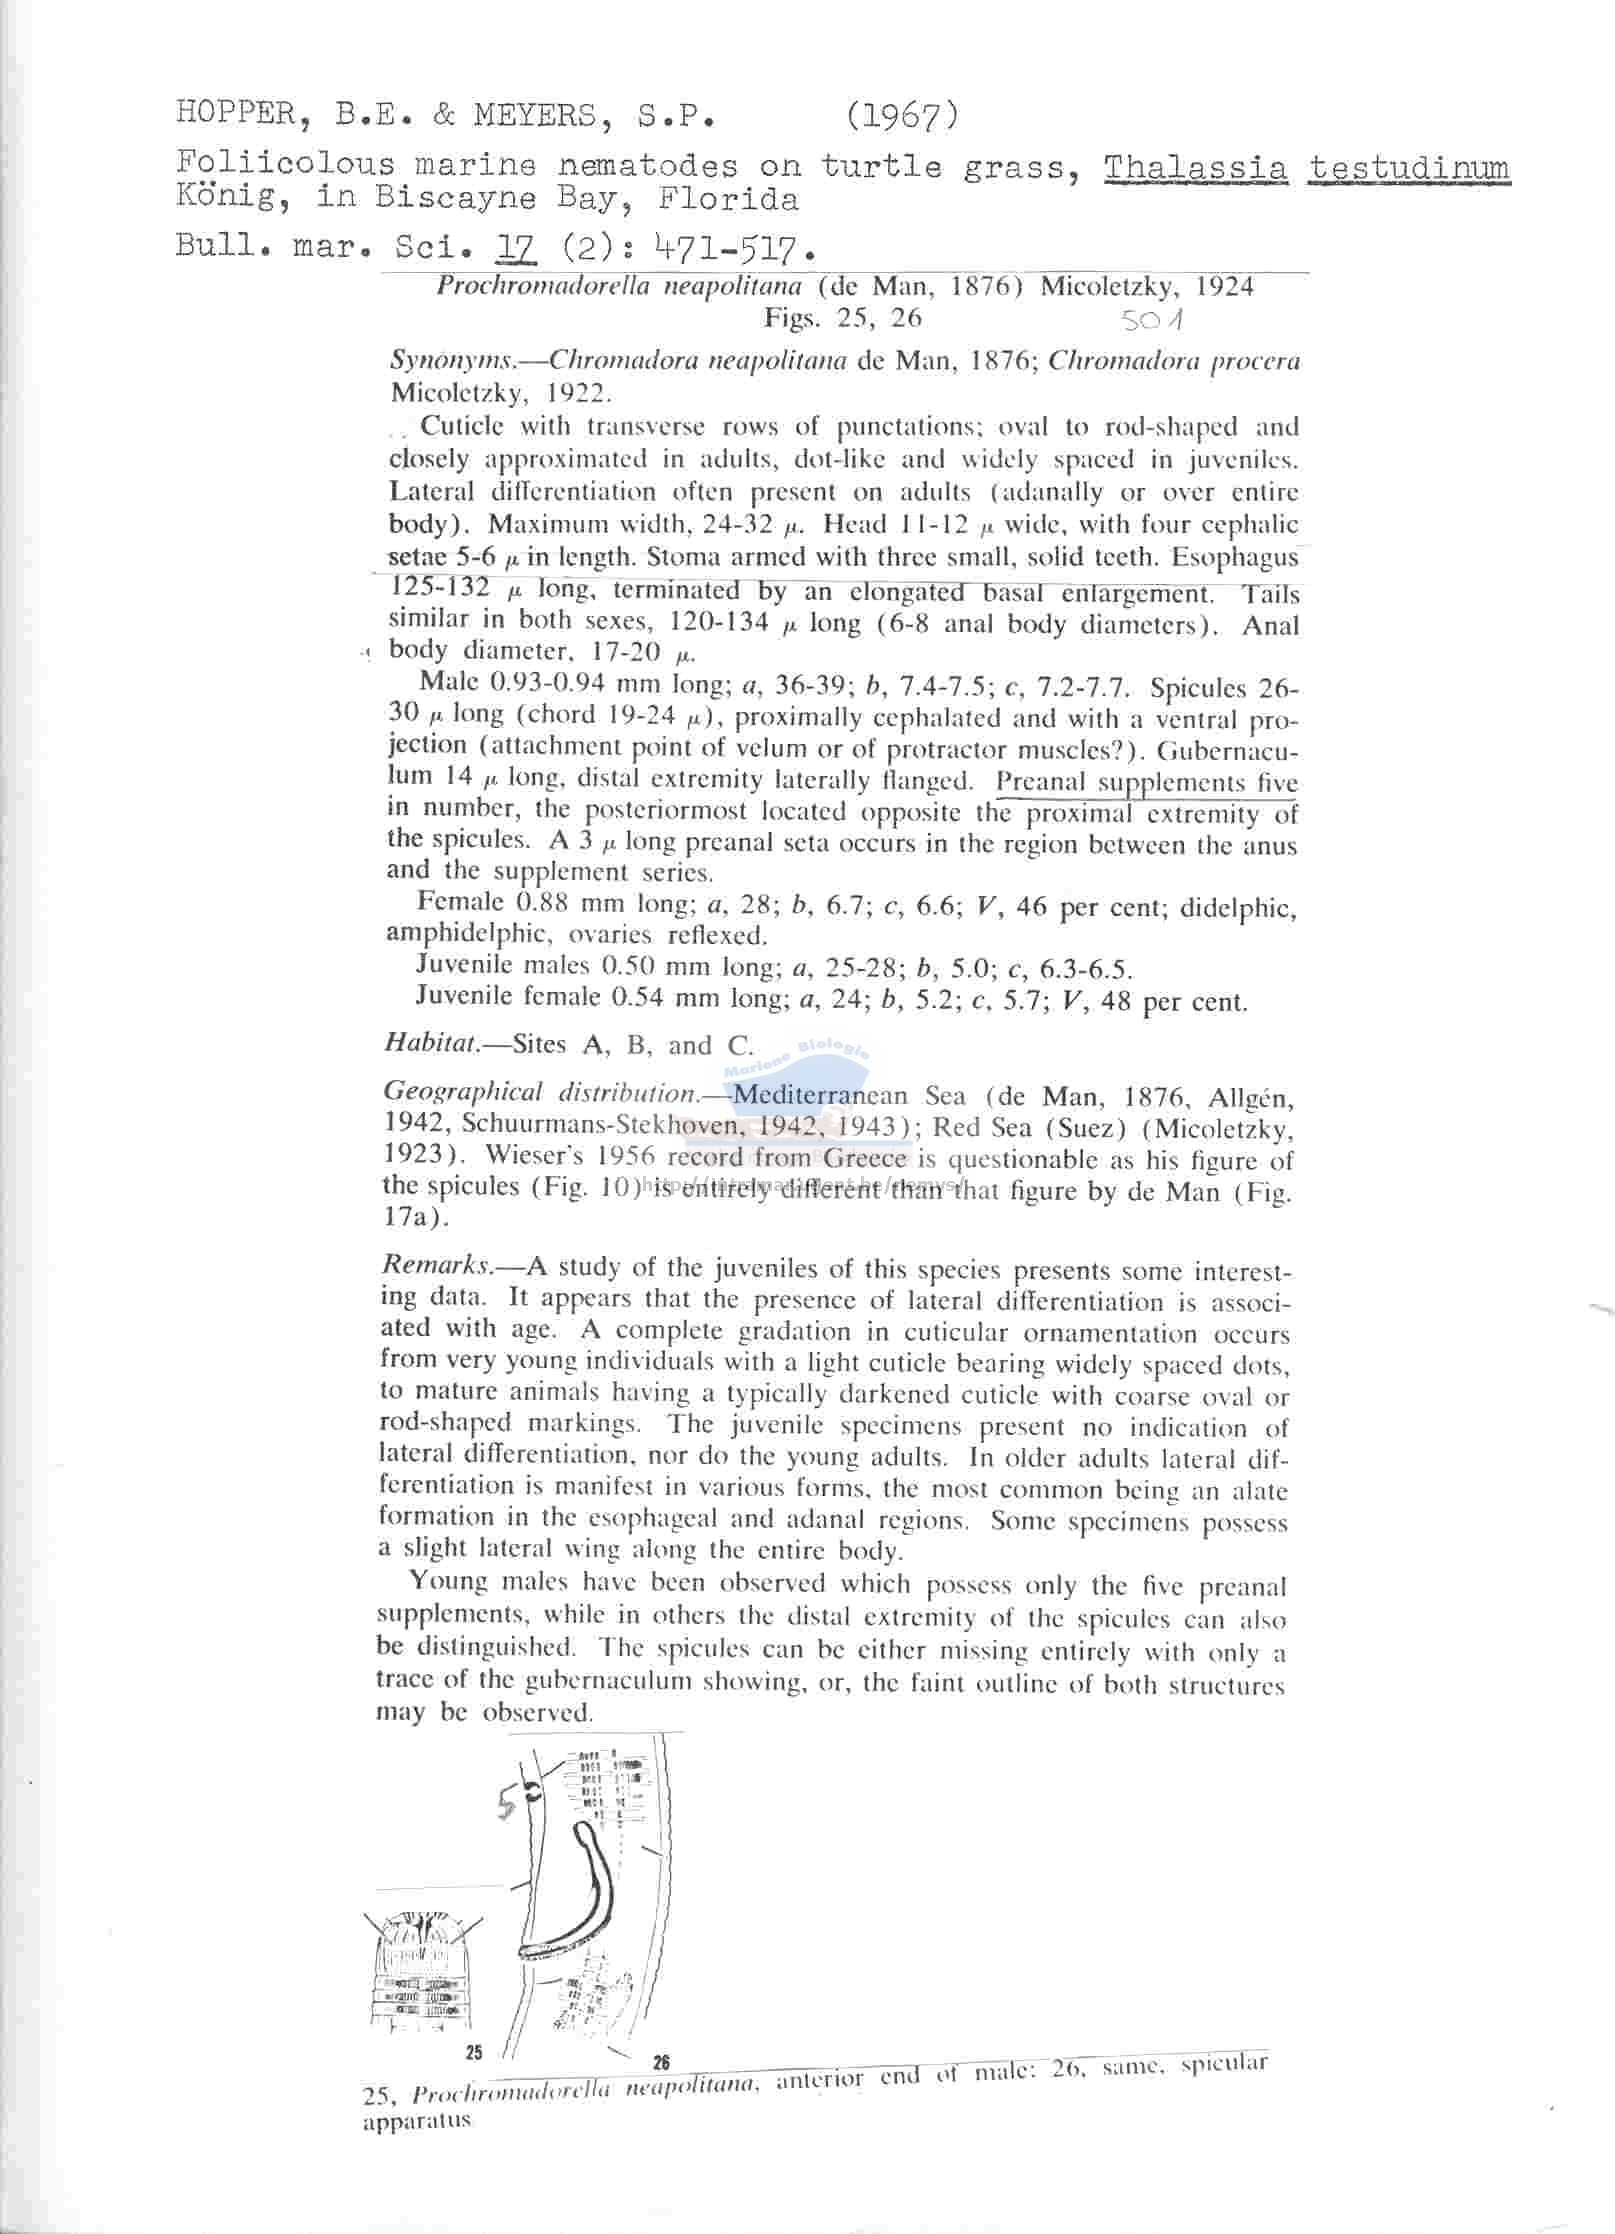 HOPPER, B.E. & MEYERS, S.P. (1967)
Foliicolous marine nematodes on turtle grass, Thalassia testudinum
König, in Biscayne Bay, Florida
Bull. mar. Sci. 17 (2): 471-517.
Prochromadorella neapolitana (de Man, 1876) Micoletzky, 1924
Figs. 25, 26
501
Synonyms.—Chromadora neapolitana de Man, 1876; Chromadora procera
Micoletzky, 1922.
Cuticle with transverse rows of punctations; oval to rod-shaped and
closely approximated in adults, dot-like and widely spaced in juveniles.
Lateral differentiation often present on adults (adanally or over entire
body). Maximum width, 24-32 μ. Head 11-12 μ wide, with four cephalic
setae 5-6 μ in length. Stoma armed with three small, solid teeth. Esophagus
125-132 μ long, terminated by an elongated basal enlargement. Tails
similar in both sexes, 120-134 μ long (6-8 anal body diameters). Anal
body diameter, 17-20 μ.
Male 0.93-0.94 mm long; a, 36-39; b, 7.4-7.5; c, 7.2-7.7. Spicules 26-
30 μ long (chord 19-24 μ), proximally cephalated and with a ventral pro-
jection (attachment point of velum or of protractor muscles?). Gubernacu-
lum 14 μ long, distal extremity laterally flanged. Preanal supplements five
in number, the posteriormost located opposite the proximal extremity of
the spicules. A 3 μ long preanal seta occurs in the region between the anus
and the supplement series.
Female 0.88 mm long; a, 28; b, 6.7; c, 6.6; V, 46 per cent; didelphic,
amphidelphic, ovaries reflexed.
Juvenile males 0.50 mm long; a, 25-28; b, 5.0; c, 6.3-6.5.
Juvenile female 0.54 mm long; a, 24; b, 5.2; c, 5.7; V, 48 per cent.
Habitat.—Sites A, B, and C.
Mariene Biologie
Geographical distribution.—Mediterranean Sea (de Man, 1876, Allgén,
1942, Schuurmans-Stekhoven, 1942, 1943); Red Sea (Suez) (Micoletzky,
1923). Wieser's 1956 record from Greece is questionable as his figure of
the spicules (Fig. 10) is entirely different than that figure by de Man (Fig.
17a).
Remarks.—A study of the juveniles of this species presents some interest-
ing data. It appears that the presence of lateral differentiation is associ-
ated with age. A complete gradation in cuticular ornamentation occurs
from very young individuals with a light cuticle bearing widely spaced dots,
to mature animals having a typically darkened cuticle with coarse oval or
rod-shaped markings. The juvenile specimens present no indication of
lateral differentiation, nor do the young adults. In older adults lateral dif-
ferentiation is manifest in various forms, the most common being an alate
formation in the esophageal and adanal regions. Some specimens possess
a slight lateral wing along the entire body.
Young males have been observed which possess only the five preanal
supplements, while in others the distal extremity of the spicules can also
be distinguished. The spicules can be either missing entirely with only a
trace of the gubernaculum showing, or, the faint outline of both structures
may be observed.
5
25
26
25, Prochromadorella neapolitana, anterior end of male: 26, same, spicular
apparatus